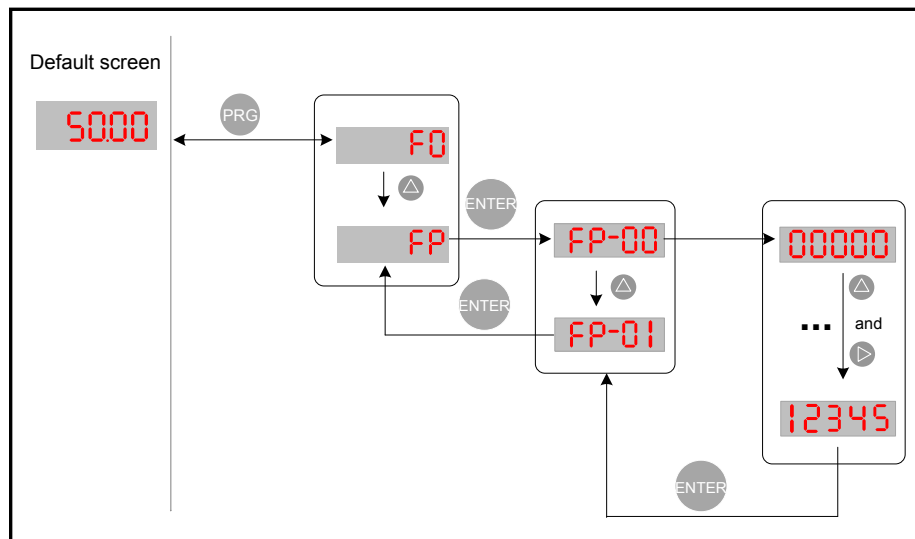 Default screen
50.00
PRG
F0
FP
ENTER
ENTER
FP-00
FP-01
00000
... and
12345
ENTER